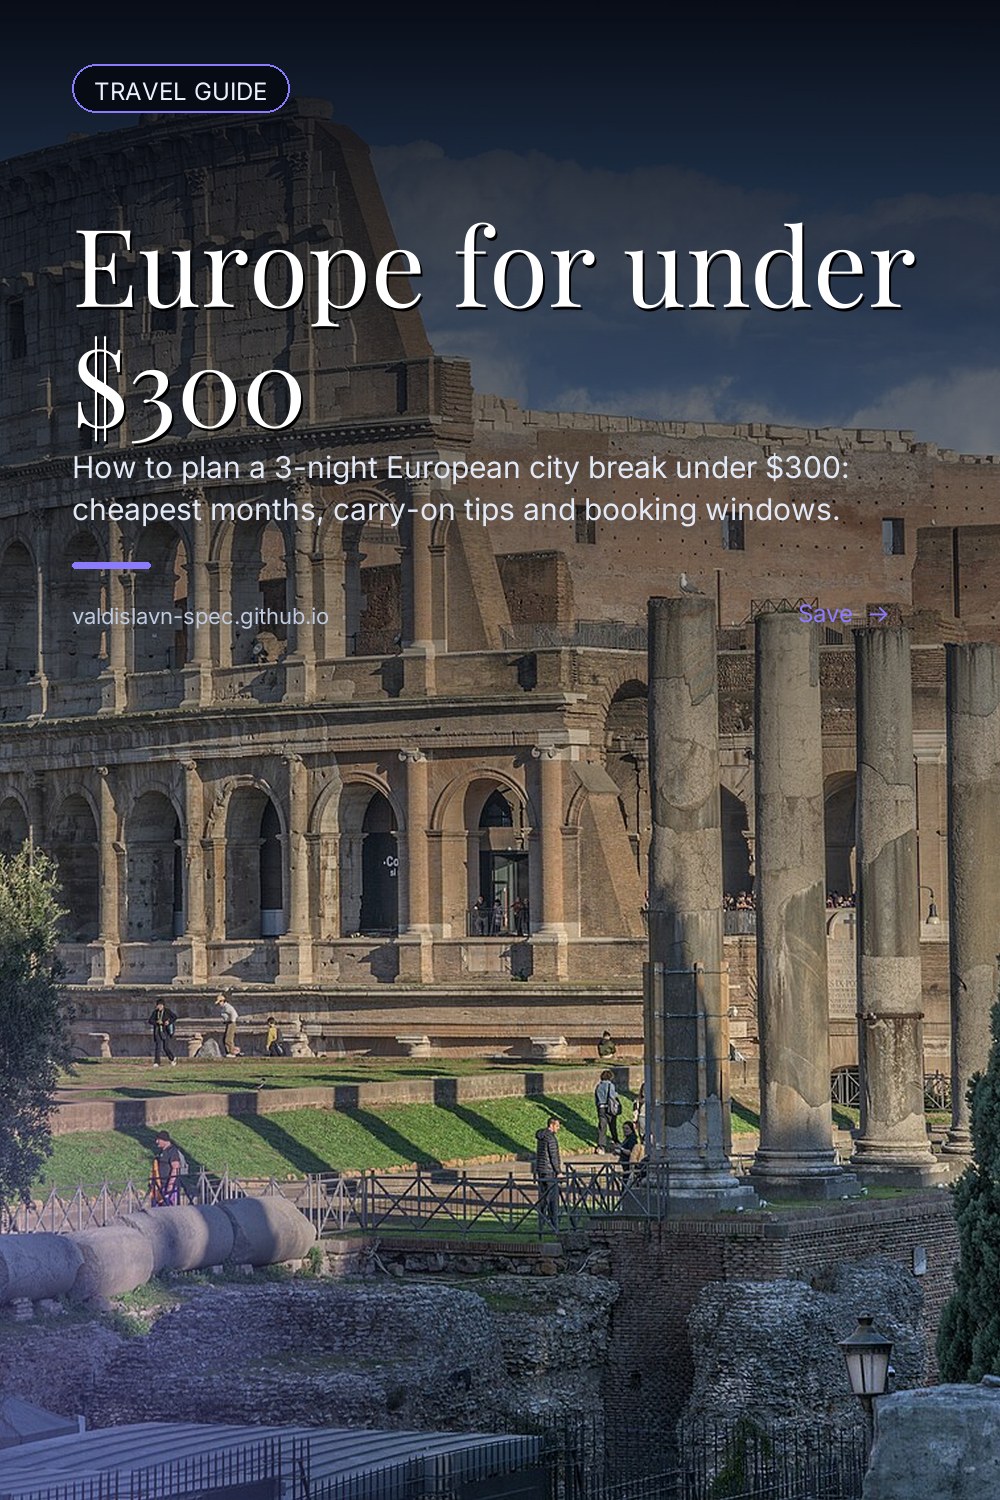 TRAVEL GUIDE
Europe for under
$300
How to plan a 3-night European city break under $300:
cheapest months, carry-on tips and booking windows.
valdislavn-spec.github.io
Save →